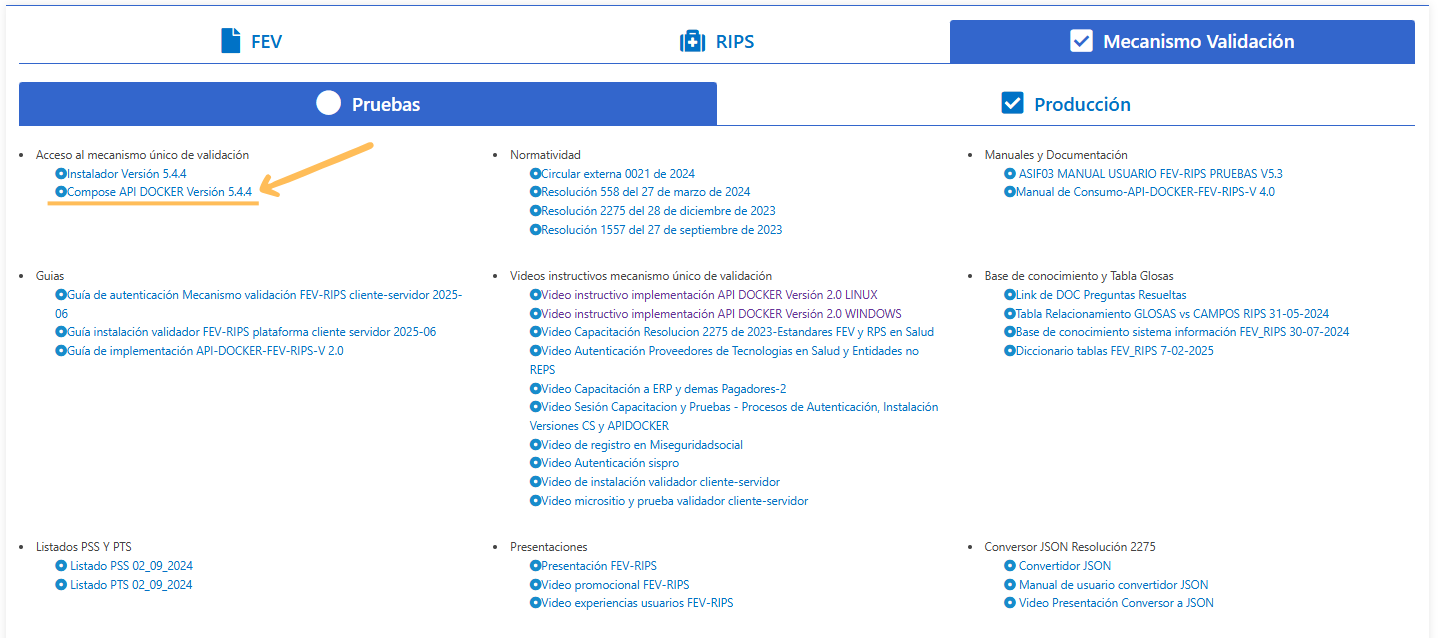 FEV
RIPS
Mecanismo Validación
Pruebas
Producción
Acceso al mecanismo único de validación
Instalador Versión 5.4.4
Compose API DOCKER Versión 5.4.4
Normatividad
Circular externa 0021 de 2024
Resolución 558 del 27 de marzo de 2024
Resolución 2275 del 28 de diciembre de 2023
Resolución 1557 del 27 de septiembre de 2023
Manuales y Documentación
ASIF03 MANUAL USUARIO FEV-RIPS PRUEBAS V5.3
Manual de Consumo-API-DOCKER-FEV-RIPS-V 4.0
Guias
Guía de autenticación Mecanismo validación FEV-RIPS cliente-servidor 2025-
06
Guía instalación validador FEV-RIPS plataforma cliente servidor 2025-06
Guía de implementación API-DOCKER-FEV-RIPS-V 2.0
Videos instructivos mecanismo único de validación
Video instructivo implementación API DOCKER Versión 2.0 LINUX
Video instructivo implementación API DOCKER Versión 2.0 WINDOWS
Video Capacitación Resolucion 2275 de 2023-Estandares FEV y RPS en Salud
Video Autenticación Proveedores de Tecnologias en Salud y Entidades no
REPS
Video Capacitación a ERP y demas Pagadores-2
Video Sesión Capacitacion y Pruebas - Procesos de Autenticación, Instalación
Versiones CS y APIDOCKER
Video de registro en Miseguridadsocial
Video Autenticación sispro
Video de instalación validador cliente-servidor
Video micrositio y prueba validador cliente-servidor
Base de conocimiento y Tabla Glosas
Link de DOC Preguntas Resueltas
Tabla Relacionamiento GLOSAS vs CAMPOS RIPS 31-05-2024
Base de conocimiento sistema información FEV_RIPS 30-07-2024
Diccionario tablas FEV_RIPS 7-02-2025
Listados PSS Y PTS
Listado PSS 02_09_2024
Listado PTS 02_09_2024
Presentaciones
Presentación FEV-RIPS
Video promocional FEV-RIPS
Video experiencias usuarios FEV-RIPS
Conversor JSON Resolución 2275
Convertidor JSON
Manual de usuario convertidor JSON
Video Presentación Conversor a JSON